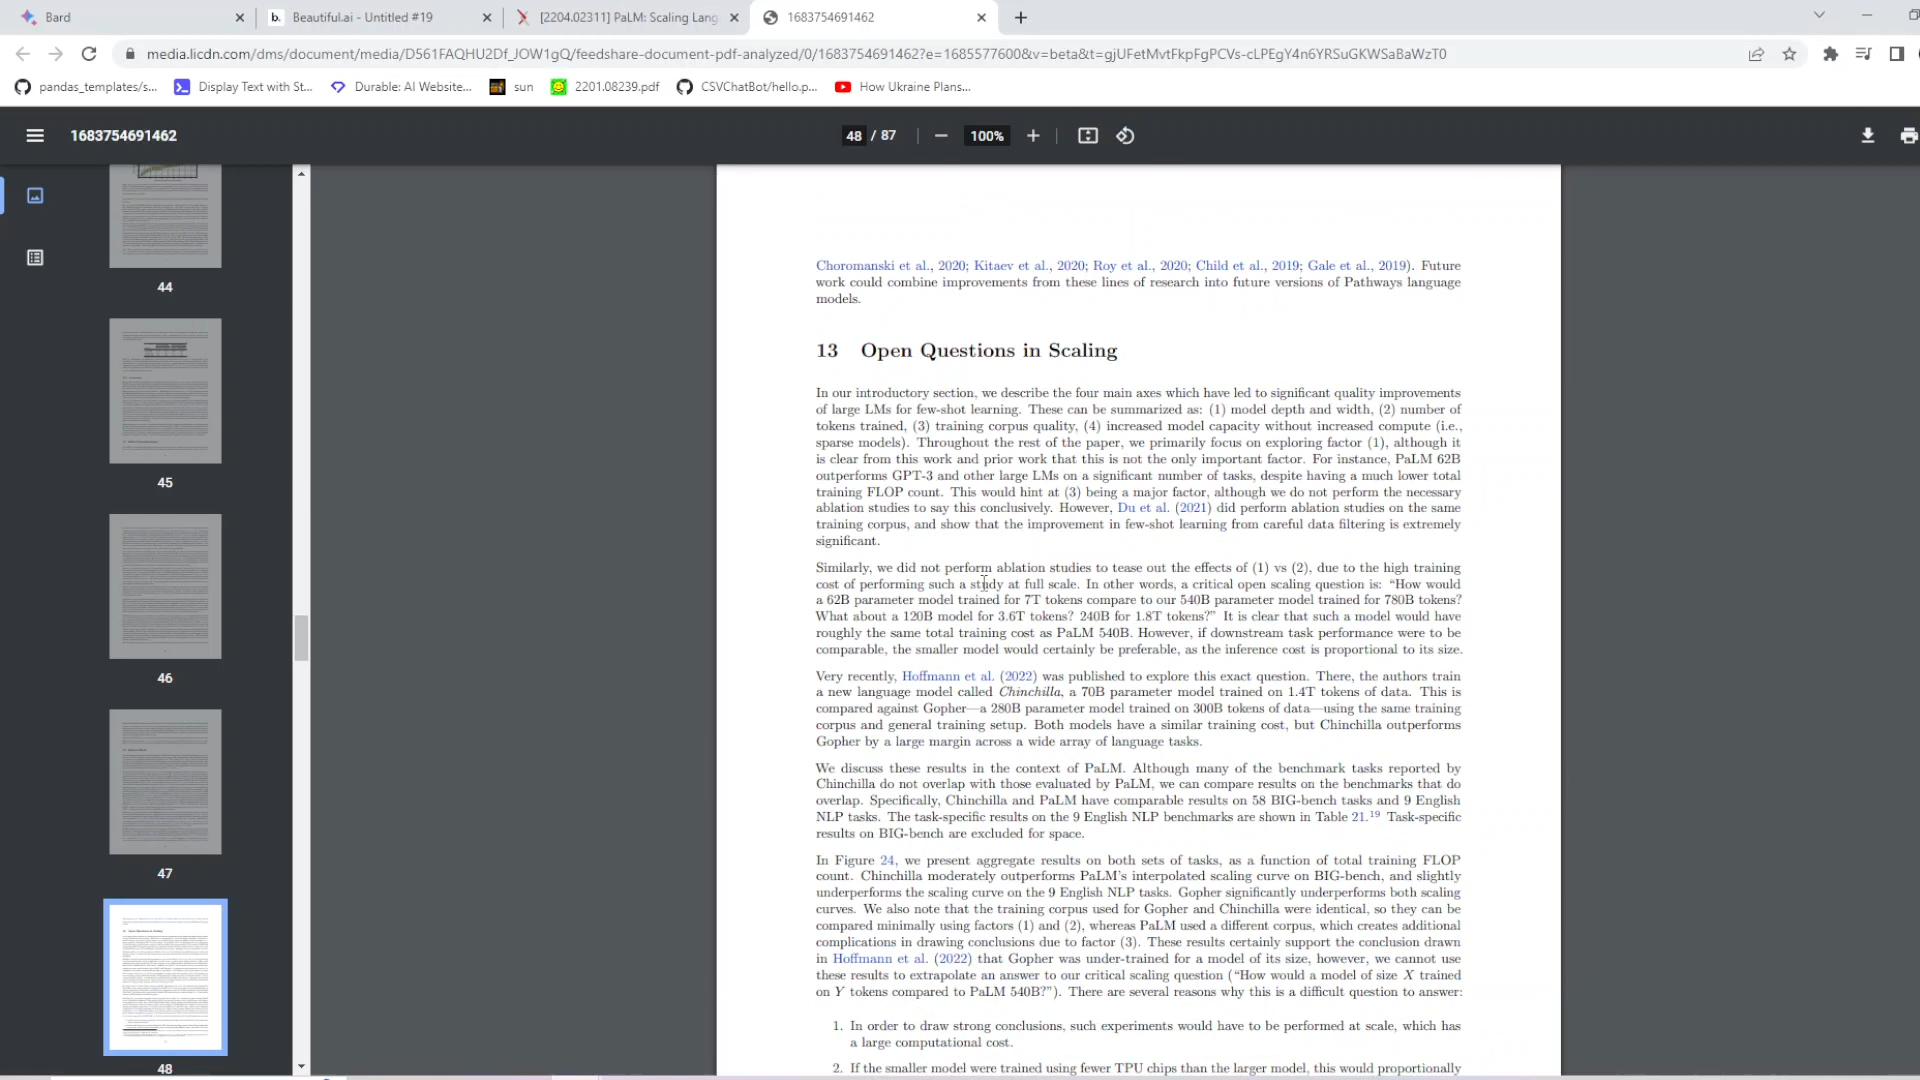 Bard
b. Beautiful.ai - Untitled #19
[2204.02311] PaLM: Scaling Lang
1683754691462
media.licdn.com/dms/document/media/D561FAQHU2Df_JOW1gQ/feedshare-document-pdf-analyzed/0/1683754691462?e=1685577600&v=beta&t=gjUFetMvtFkpFgPCVs-cLPEgY4n6YRSuGKWSaBaWzT0
pandas_templates/s...
Display Text with St...
Durable: AI Website...
sun
2201.08239.pdf
CSVChatBot/hello.p...
How Ukraine Plans...
1683754691462
48 / 87
100%
44
45
46
47
48
Choromanski et al., 2020; Kitaev et al., 2020; Roy et al., 2020; Child et al., 2019; Gale et al., 2019). Future
work could combine improvements from these lines of research into future versions of Pathways language
models.
13 Open Questions in Scaling
In our introductory section, we describe the four main axes which have led to significant quality improvements
of large LMs for few-shot learning. These can be summarized as: (1) model depth and width, (2) number of
tokens trained, (3) training corpus quality, (4) increased model capacity without increased compute (i.e.,
sparse models). Throughout the rest of the paper, we primarily focus on exploring factor (1), although it
is clear from this work and prior work that this is not the only important factor. For instance, PaLM 62B
outperforms GPT-3 and other large LMs on a significant number of tasks, despite having a much lower total
training FLOP count. This would hint at (3) being a major factor, although we do not perform the necessary
ablation studies to say this conclusively. However, Du et al. (2021) did perform ablation studies on the same
training corpus, and show that the improvement in few-shot learning from careful data filtering is extremely
significant.
Similarly, we did not perform ablation studies to tease out the effects of (1) vs (2), due to the high training
cost of performing such a study at full scale. In other words, a critical open scaling question is: “How would
a 62B parameter model trained for 7T tokens compare to our 540B parameter model trained for 780B tokens?
What about a 120B model for 3.6T tokens? 240B for 1.8T tokens?” It is clear that such a model would have
roughly the same total training cost as PaLM 540B. However, if downstream task performance were to be
comparable, the smaller model would certainly be preferable, as the inference cost is proportional to its size.
Very recently, Hoffmann et al. (2022) was published to explore this exact question. There, the authors train
a new language model called Chinchilla, a 70B parameter model trained on 1.4T tokens of data. This is
compared against Gopher—a 280B parameter model trained on 300B tokens of data—using the same training
corpus and general training setup. Both models have a similar training cost, but Chinchilla outperforms
Gopher by a large margin across a wide array of language tasks.
We discuss these results in the context of PaLM. Although many of the benchmark tasks reported by
Chinchilla do not overlap with those evaluated by PaLM, we can compare results on the benchmarks that do
overlap. Specifically, Chinchilla and PaLM have comparable results on 58 BIG-bench tasks and 9 English
NLP tasks. The task-specific results on the 9 English NLP benchmarks are shown in Table 21.19 Task-specific
results on BIG-bench are excluded for space.
In Figure 24, we present aggregate results on both sets of tasks, as a function of total training FLOP
count. Chinchilla moderately outperforms PaLM's interpolated scaling curve on BIG-bench, and slightly
underperforms the scaling curve on the 9 English NLP tasks. Gopher significantly underperforms both scaling
curves. We also note that the training corpus used for Gopher and Chinchilla were identical, so they can be
compared minimally using factors (1) and (2), whereas PaLM used a different corpus, which creates additional
complications in drawing conclusions due to factor (3). These results certainly support the conclusion drawn
in Hoffmann et al. (2022) that Gopher was under-trained for a model of its size, however, we cannot use
these results to extrapolate an answer to our critical scaling question (“How would a model of size X trained
on Y tokens compared to PaLM 540B?”). There are several reasons why this is a difficult question to answer:
1. In order to draw strong conclusions, such experiments would have to be performed at scale, which has
a large computational cost.
2. If the smaller model were trained using fewer TPU chips than the larger model, this would proportionally